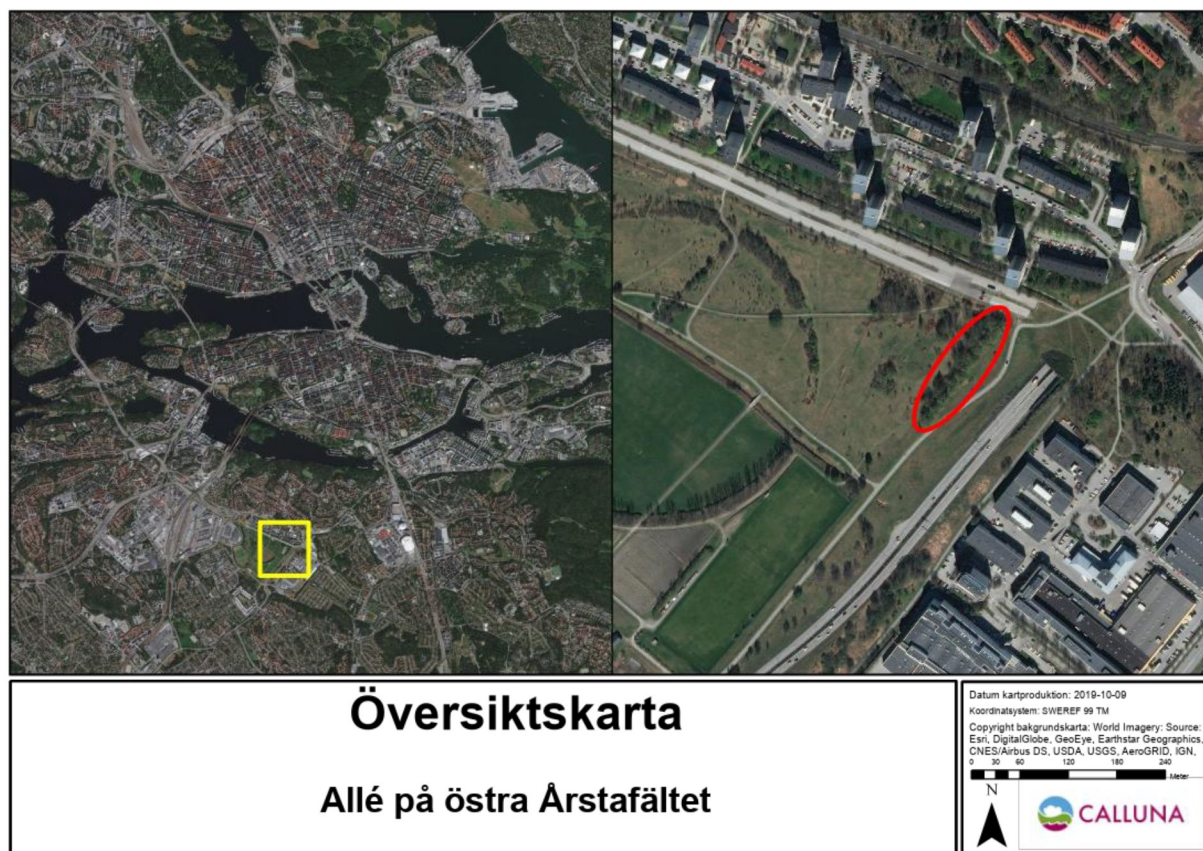 Översiktskarta
Allé på östra Årstafältet
Datum kartproduktion: 2019-10-09
Koordinatsystem: SWEREF 99 TM
Copyright bakgrundskarta: World Imagery: Source:
Esri, DigitalGlobe, GeoEye, Earthstar Geographics,
CNES/Airbus DS, USDA, USGS, AeroGRID, IGN,
0 30 60 120 180 240
Meter
N
CALLUNA